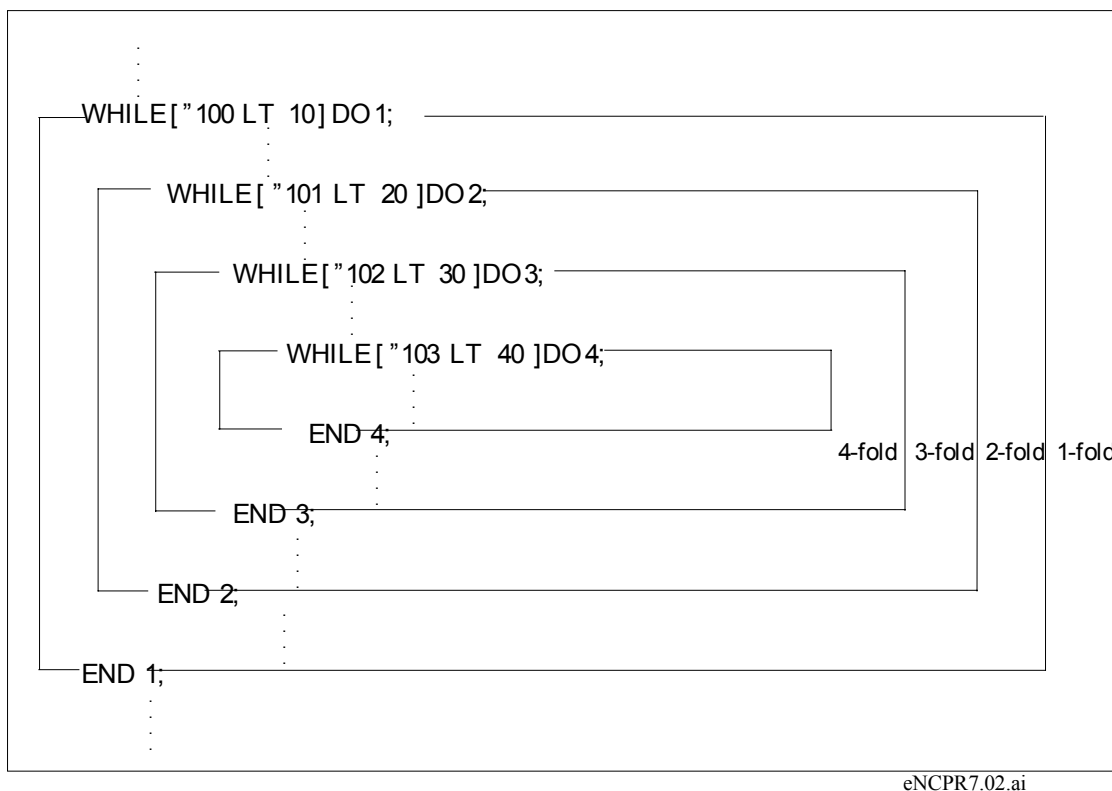 WHILE[ ”100 LT 10] DO 1;
WHILE[ ”101 LT 20 ]DO 2;
WHILE[ ”102 LT 30 ]DO 3;
WHILE[ ”103 LT 40 ]DO 4;
END 4;
4-fold 3-fold 2-fold 1-fold
END 3;
END 2;
END 1;
eNCPR7.02.ai